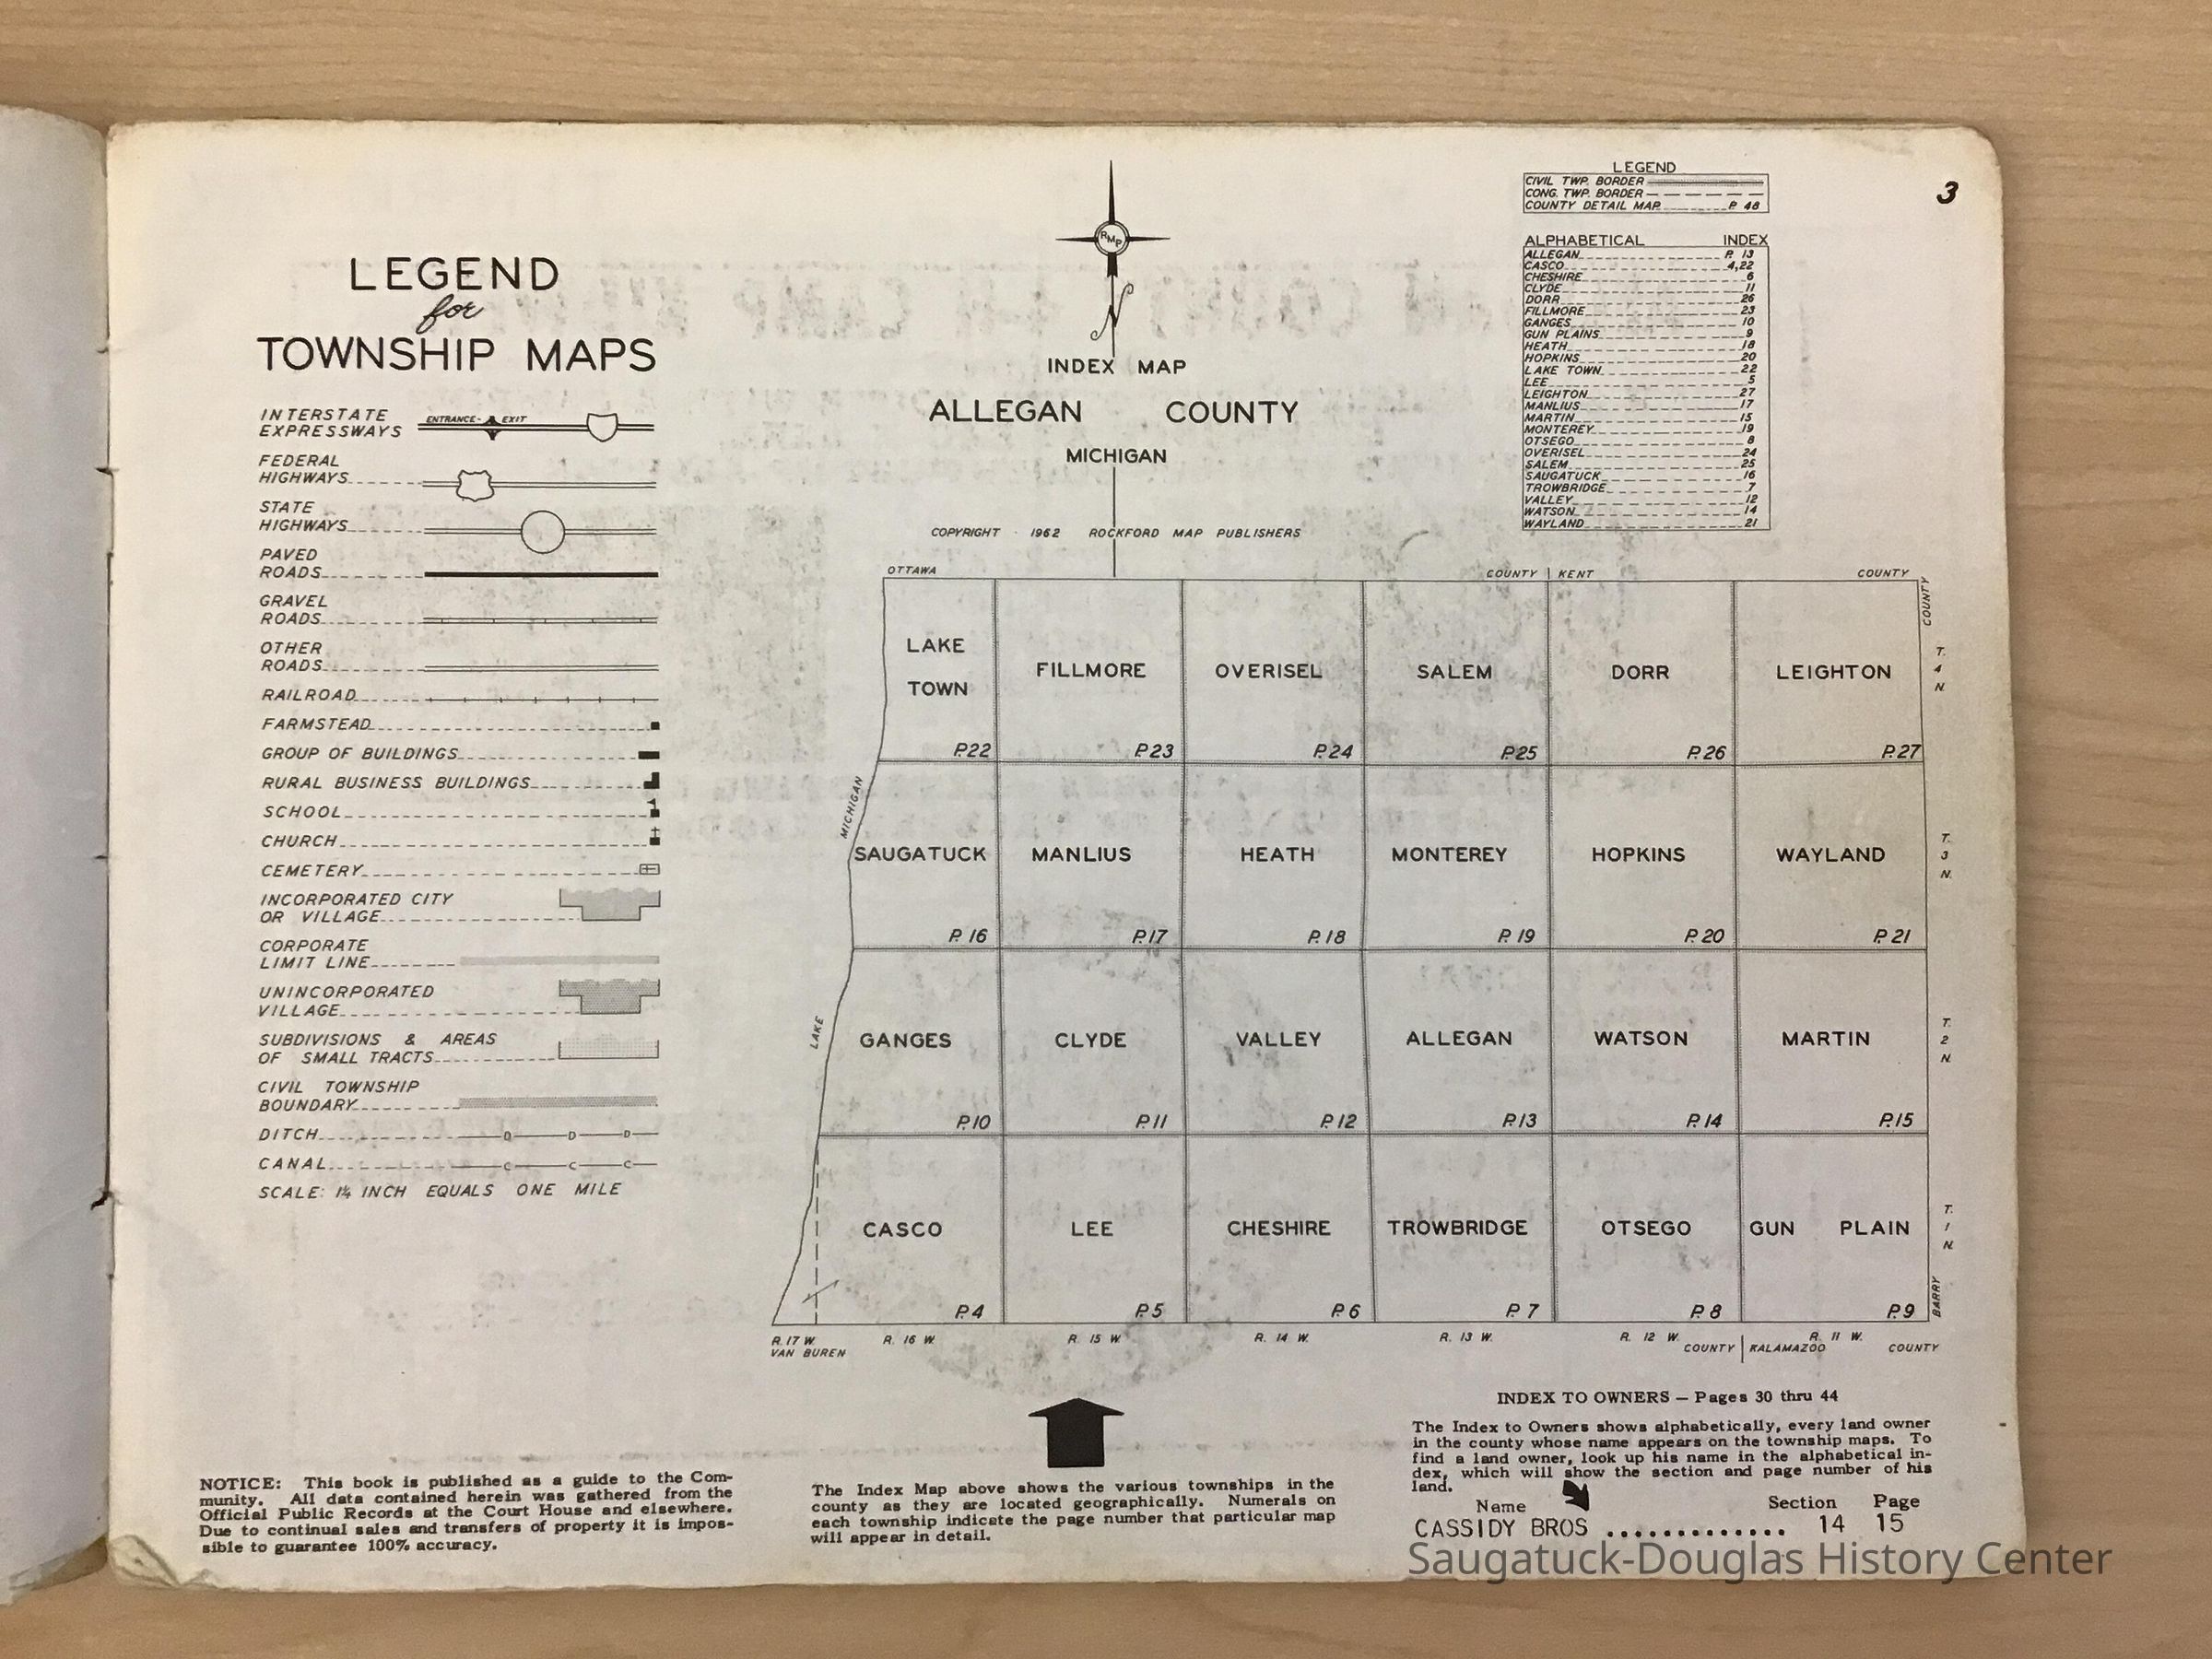 3
LEGEND
for
TOWNSHIP MAPS
INTERSTATE
EXPRESSWAYS
ENTRANCE- EXIT
FEDERAL
HIGHWAYS
STATE
HIGHWAYS
PAVED
ROADS
GRAVEL
ROADS
OTHER
ROADS
RAILROAD
FARMSTEAD
GROUP OF BUILDINGS
RURAL BUSINESS BUILDINGS
SCHOOL
CHURCH
CEMETERY
INCORPORATED CITY
OR VILLAGE
CORPORATE
LIMIT LINE
UNINCORPORATED
VILLAGE
SUBDIVISIONS & AREAS
OF SMALL TRACTS
CIVIL TOWNSHIP
BOUNDARY
DITCH D D D
CANAL C C C
SCALE: 1¼ INCH EQUALS ONE MILE
NOTICE: This book is published as a guide to the Com-
munity. All data contained herein was gathered from the
Official Public Records at the Court House and elsewhere.
Due to continual sales and transfers of property it is impos-
sible to guarantee 100% accuracy.
RMP
N
INDEX MAP
ALLEGAN COUNTY
MICHIGAN
COPYRIGHT - 1962 ROCKFORD MAP PUBLISHERS
LEGEND
CIVIL TWP. BORDER
CONG. TWP. BORDER
COUNTY DETAIL MAP P. 48
ALPHABETICAL INDEX
ALLEGAN P. 13
CASCO 4,22
CHESHIRE 6
CLYDE 11
DORR 26
FILLMORE 23
GANGES 10
GUN PLAINS 9
HEATH 18
HOPKINS 20
LAKE TOWN 22
LEE 5
LEIGHTON 27
MANLIUS 17
MARTIN 15
MONTEREY 19
OTSEGO 8
OVERISEL 24
SALEM 25
SAUGATUCK 16
TROWBRIDGE 7
VALLEY 12
WATSON 14
WAYLAND 21
OTTAWA COUNTY KENT COUNTY
COUNTY
LAKE TOWN FILLMORE OVERISEL SALEM DORR LEIGHTON
T. 4 N.
P.22 P.23 P.24 P.25 P.26 P.27
MICHIGAN
SAUGATUCK MANLIUS HEATH MONTEREY HOPKINS WAYLAND
T. 3 N.
P. 16 P.17 P. 18 P. 19 P. 20 P. 21
LAKE
GANGES CLYDE VALLEY ALLEGAN WATSON MARTIN
T. 2 N.
P.10 P.11 P.12 P.13 P.14 P.15
CASCO LEE CHESHIRE TROWBRIDGE OTSEGO GUN PLAIN
T. 1 N.
BARRY
P.4 P.5 P.6 P.7 P.8 P.9
R. 17 W. R. 16 W. R. 15 W. R. 14 W. R. 13 W. R. 12 W. R. 11 W.
VAN BUREN COUNTY KALAMAZOO COUNTY
The Index Map above shows the various townships in the
county as they are located geographically. Numerals on
each township indicate the page number that particular map
will appear in detail.
INDEX TO OWNERS — Pages 30 thru 44
The Index to Owners shows alphabetically, every land owner
in the county whose name appears on the township maps. To
find a land owner, look up his name in the alphabetical in-
dex, which will show the section and page number of his
land.
Name Section Page
CASSIDY BROS ............. 14 15
Saugatuck-Douglas History Center